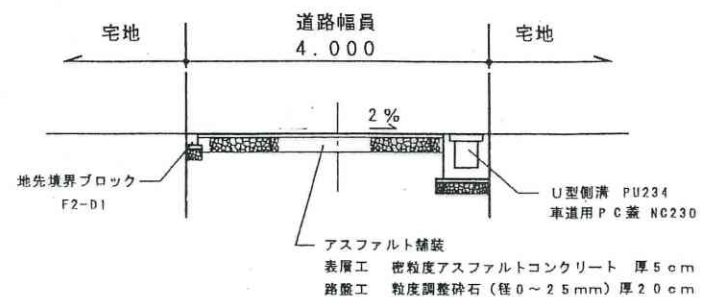 宅地
道路幅員
4.000
宅地
2%
地先境界ブロック
F2-D1
U型側溝 PU234
車道用PC蓋 NC230
アスファルト舗装
表層工 密粒度アスファルトコンクリート 厚5cm
路盤工 粒度調整砕石(径0~25mm)厚20cm